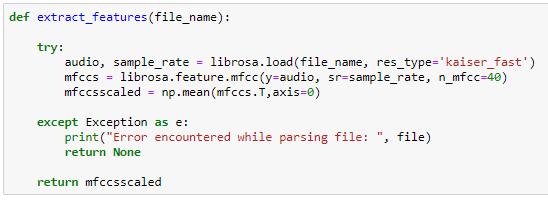 def extract_features(file_name):
try:
audio, sample_rate = librosa.load(file_name, res_type='kaiser_fast')
mfccs = librosa.feature.mfcc(y=audio, sr=sample_rate, n_mfcc=40)
mfccsscaled = np.mean(mfccs.T,axis=0)
except Exception as e:
print("Error encountered while parsing file: ", file)
return None
return mfccsscaled